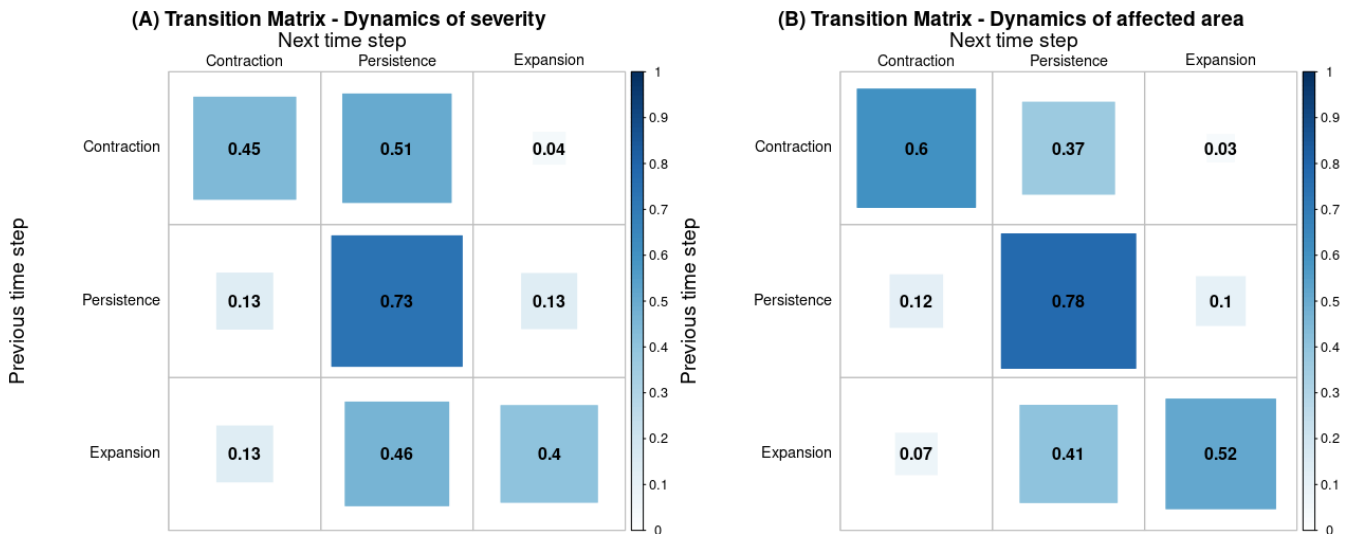 (A) Transition Matrix - Dynamics of severity
Next time step
Contraction Persistence Expansion
Previous time step
Contraction 0.45 0.51 0.04
Persistence 0.13 0.73 0.13
Expansion 0.13 0.46 0.4
1
0.9
0.8
0.7
0.6
0.5
0.4
0.3
0.2
0.1
0
(B) Transition Matrix - Dynamics of affected area
Next time step
Contraction Persistence Expansion
Previous time step
Contraction 0.6 0.37 0.03
Persistence 0.12 0.78 0.1
Expansion 0.07 0.41 0.52
1
0.9
0.8
0.7
0.6
0.5
0.4
0.3
0.2
0.1
0